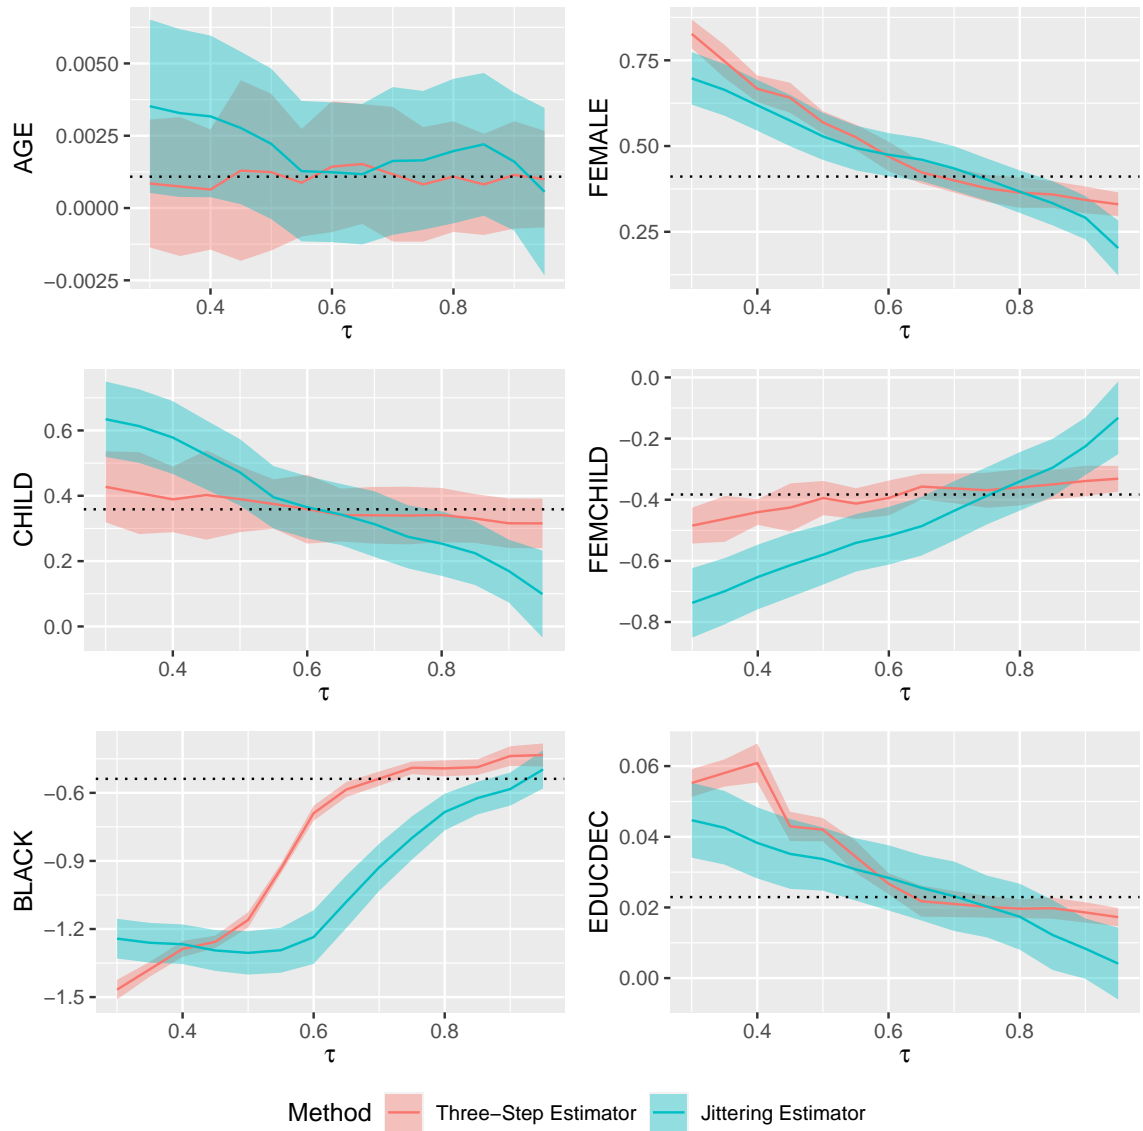 AGE
0.0050
0.0025
0.0000
−0.0025
0.4 0.6 0.8
τ
FEMALE
0.75
0.50
0.25
0.4 0.6 0.8
τ
CHILD
0.6
0.4
0.2
0.0
0.4 0.6 0.8
τ
FEMCHILD
0.0
−0.2
−0.4
−0.6
−0.8
0.4 0.6 0.8
τ
BLACK
−0.6
−0.9
−1.2
−1.5
0.4 0.6 0.8
τ
EDUCDEC
0.06
0.04
0.02
0.00
0.4 0.6 0.8
τ
Method Three−Step Estimator Jittering Estimator